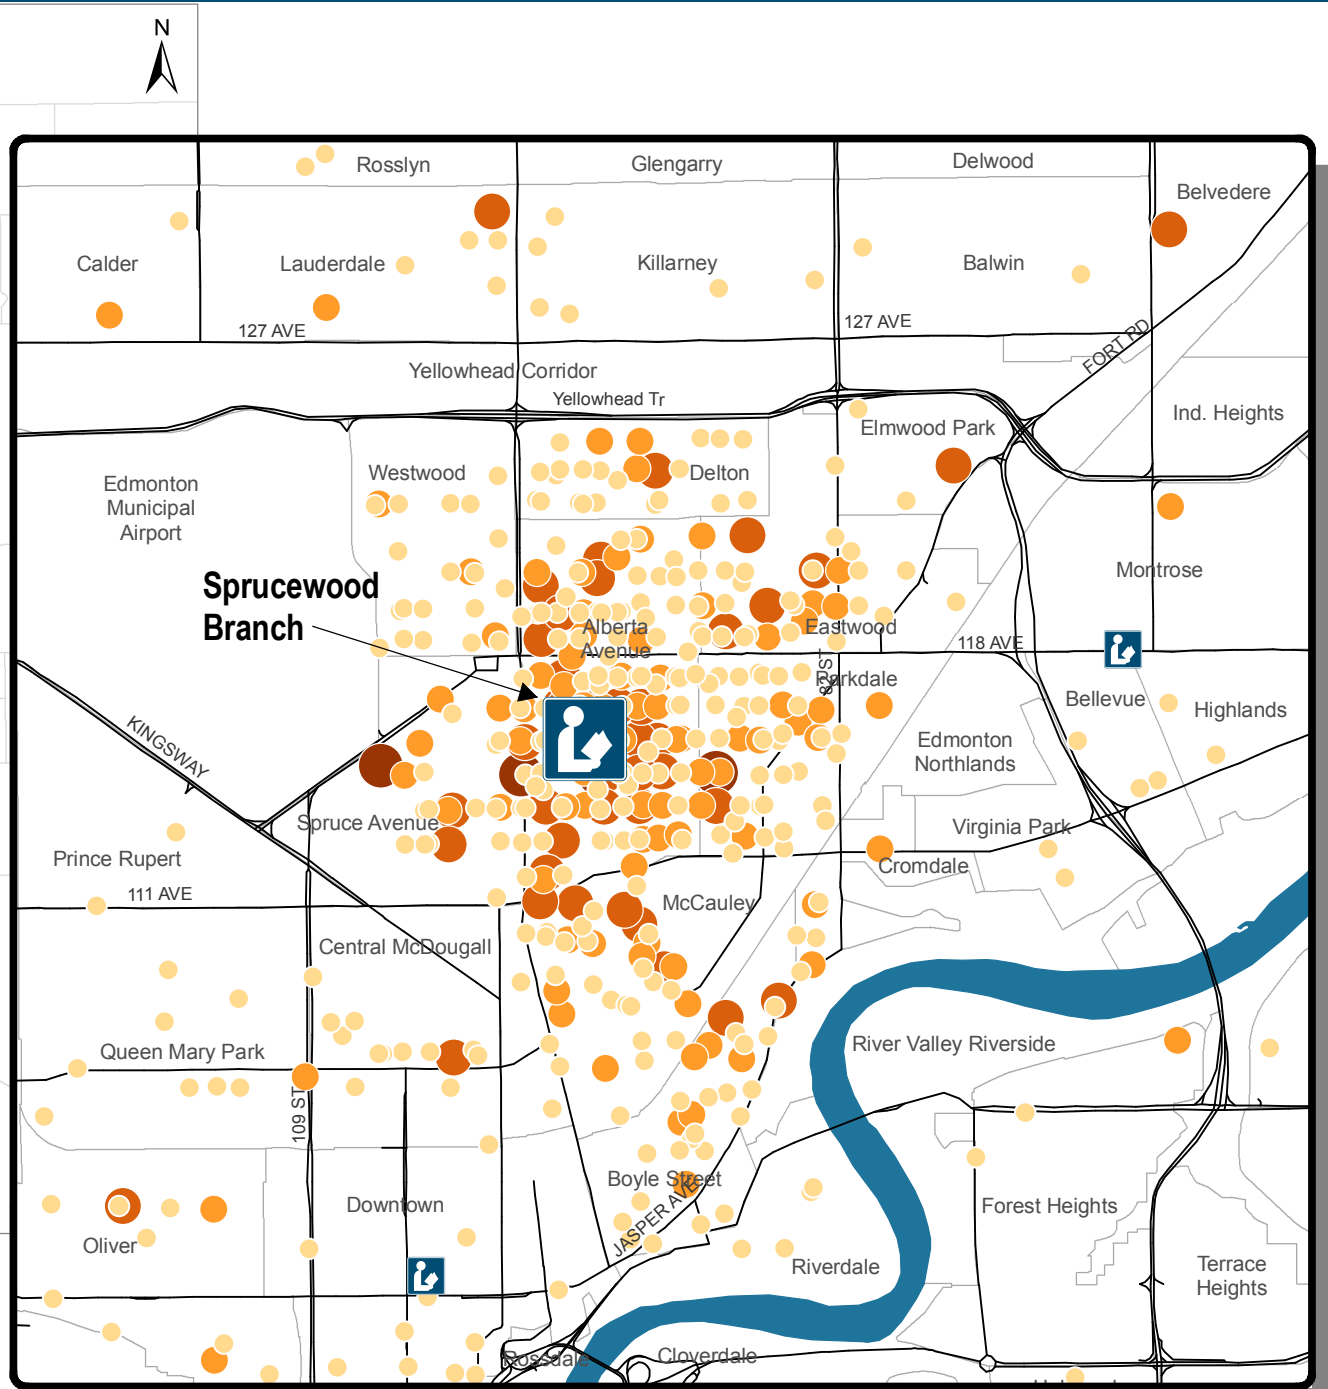 N
Rosslyn
Glengarry
Delwood
Belvedere
Calder
Lauderdale
Killarney
Balwin
127 AVE
127 AVE
FORT RD
Yellowhead Corridor
Yellowhead Tr
Ind. Heights
Elmwood Park
Westwood
Delton
Edmonton
Municipal
Airport
Montrose
Sprucewood
Branch
Alberta
Avenue
Eastwood
118 AVE
82 ST
Parkdale
Bellevue
Highlands
KINGSWAY
Edmonton
Northlands
Spruce Avenue
Virginia Park
Prince Rupert
Cromdale
111 AVE
McCauley
Central McDougall
Queen Mary Park
River Valley Riverside
109 ST
Boyle Street
Downtown
JASPER AVE
Forest Heights
Oliver
Riverdale
Terrace
Heights
Rossdale
Cloverdale